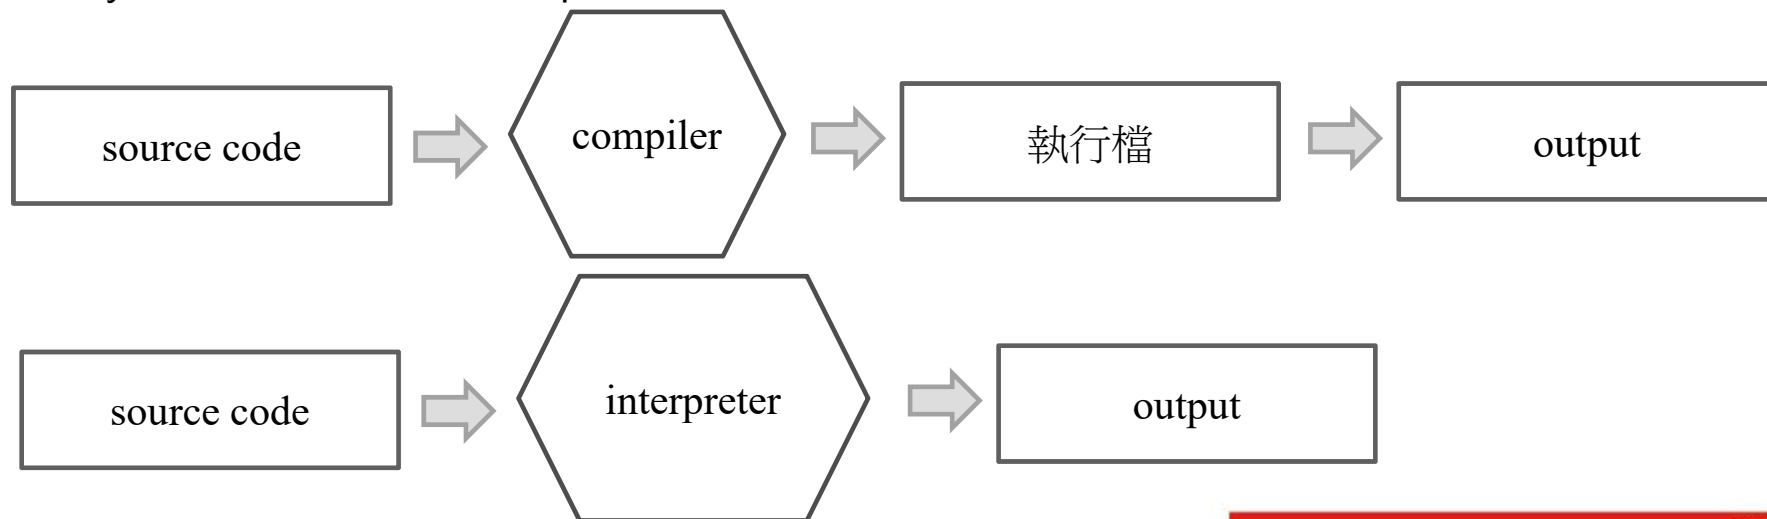 source code
compiler
執行檔
output
source code
interpreter
output